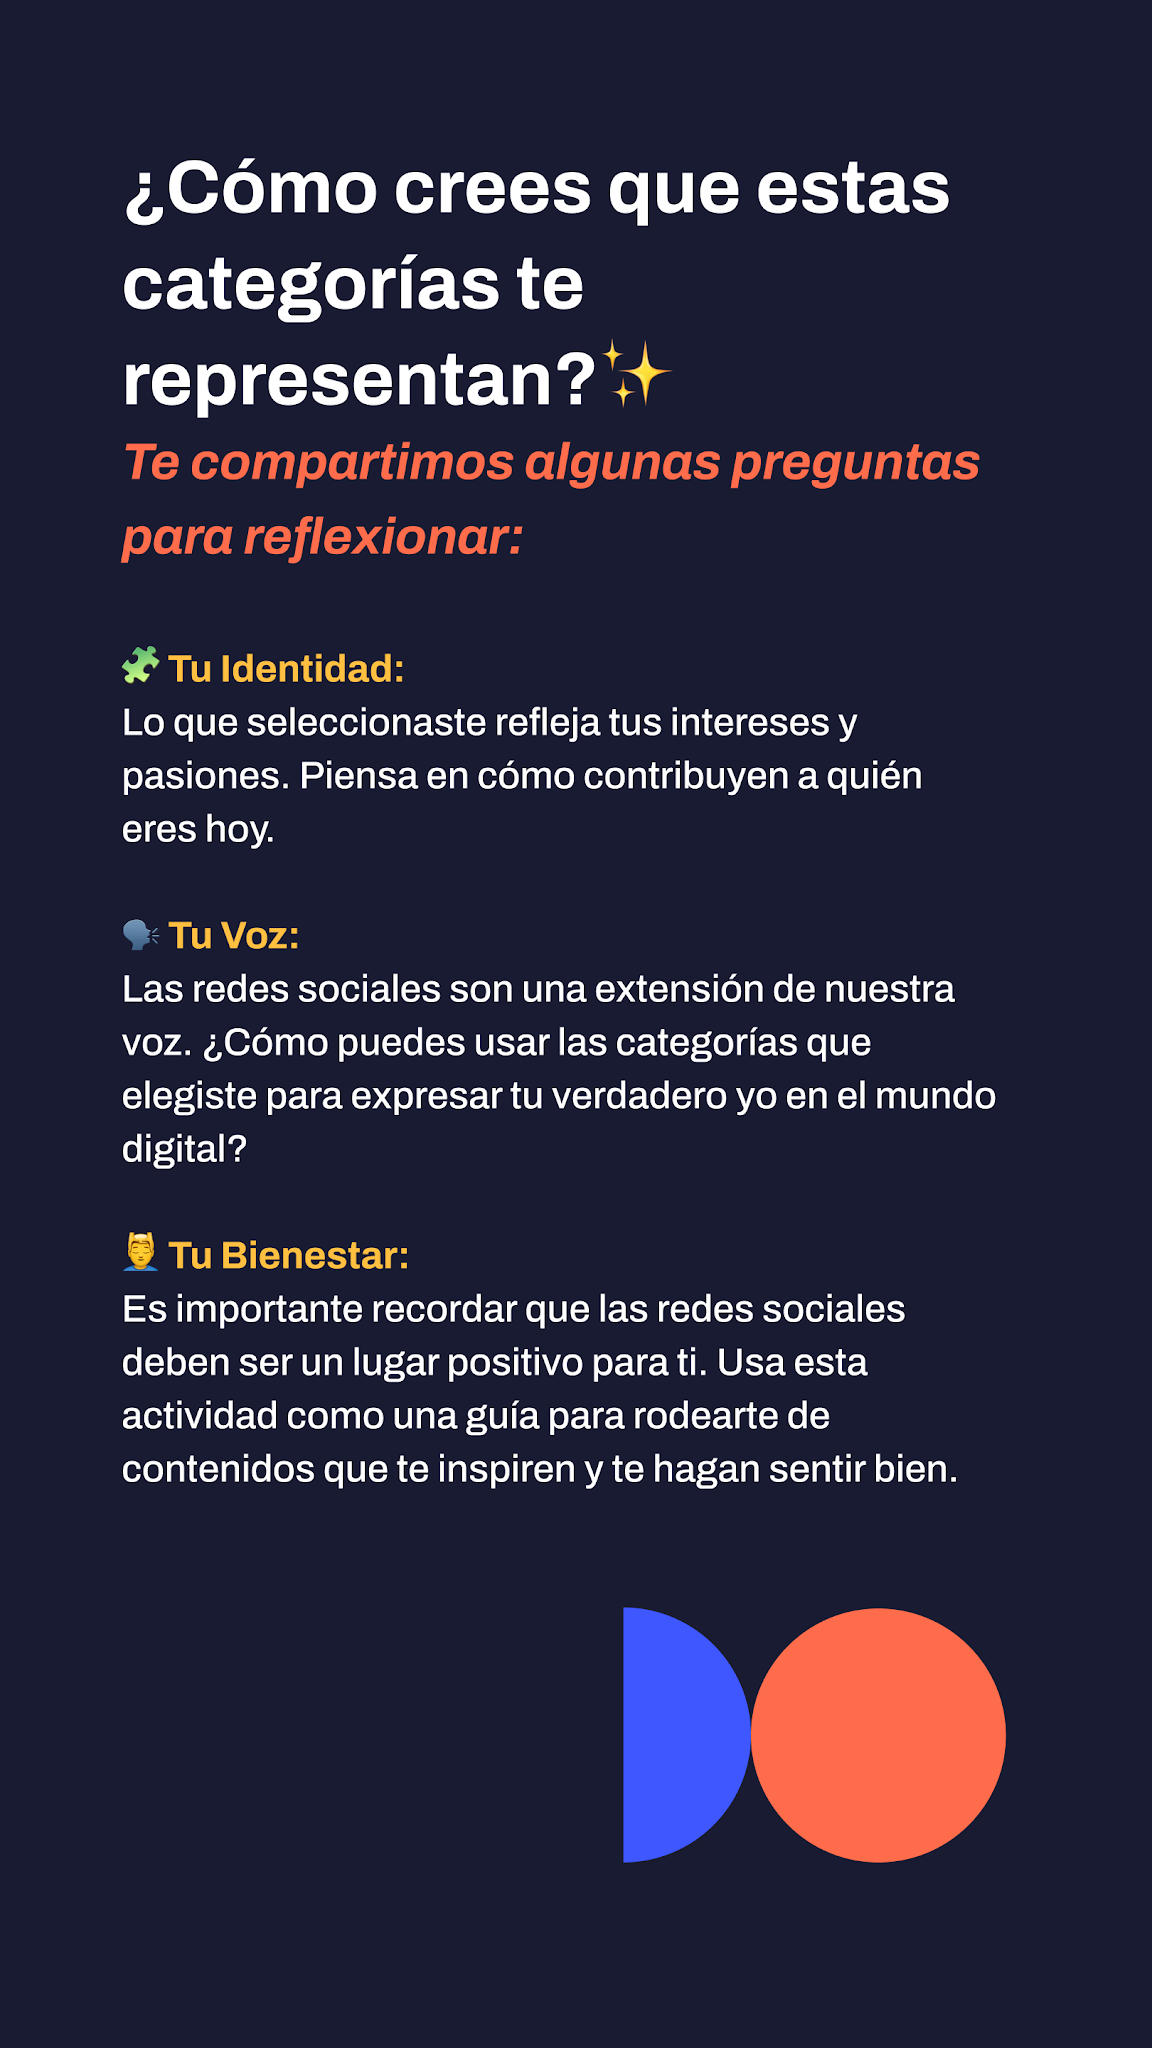 ¿Cómo crees que estas
categorías te
representan?✨
Te compartimos algunas preguntas
para reflexionar:
🧩 Tu Identidad:
Lo que seleccionaste refleja tus intereses y
pasiones. Piensa en cómo contribuyen a quién
eres hoy.
🗣️ Tu Voz:
Las redes sociales son una extensión de nuestra
voz. ¿Cómo puedes usar las categorías que
elegiste para expresar tu verdadero yo en el mundo
digital?
💆‍♂️ Tu Bienestar:
Es importante recordar que las redes sociales
deben ser un lugar positivo para ti. Usa esta
actividad como una guía para rodearte de
contenidos que te inspiren y te hagan sentir bien.